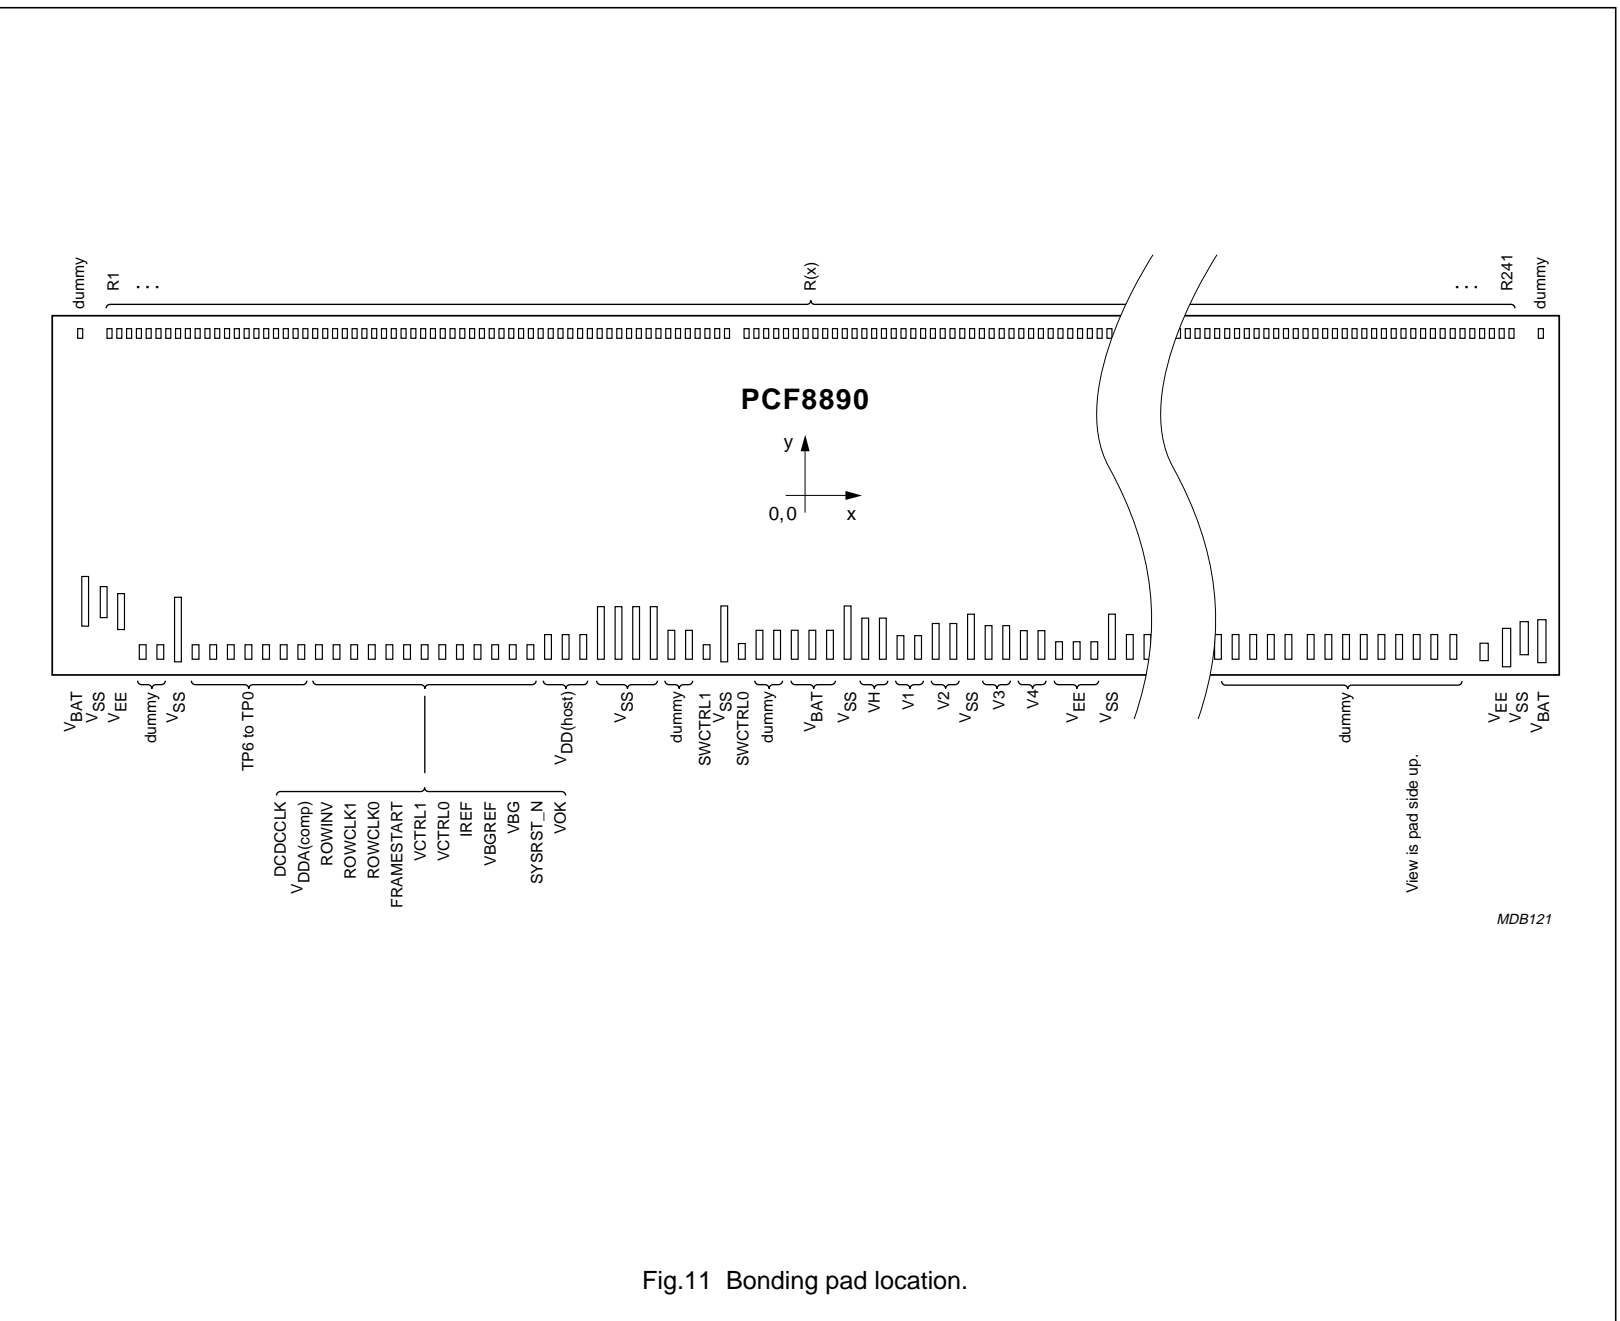 dummy
R1
. . .
R(x)
. . .
R241
dummy
PCF8890
y
0,0
x
VBAT
VSS
VEE
dummy
VSS
TP6 to TP0
VDD(host)
VSS
dummy
SWCTRL1
VSS
SWCTRL0
dummy
VBAT
VSS
VH
V1
V2
VSS
V3
V4
VEE
VSS
dummy
VEE
VSS
VBAT
DCDCCLK
VDDA(comp)
ROWINV
ROWCLK1
ROWCLK0
FRAMESTART
VCTRL1
VCTRL0
IREF
VBGREF
VBG
SYSRST_N
VOK
View is pad side up.
MDB121
Fig.11 Bonding pad location.